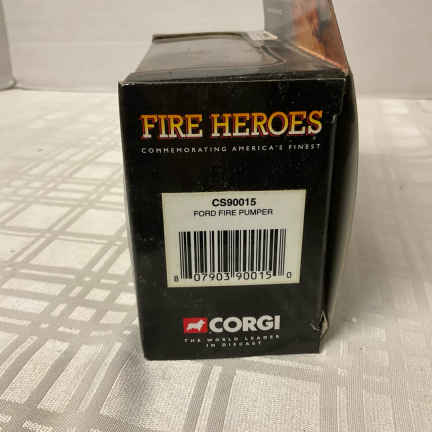 FIRE HEROES
COMMEMORATING AMERICA'S FINEST
CS90015
FORD FIRE PUMPER
8 07903 90015 0
CORGI
THE WORLD LEADER
IN DIECAST